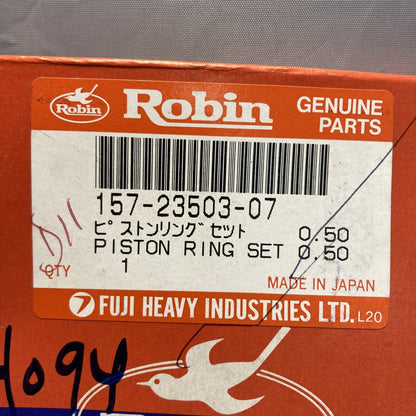 Robin
Robin
GENUINE
PARTS
157-23503-07
ピストンリングセット 0.50
PISTON RING SET 0.50
QTY 1
MADE IN JAPAN
FUJI HEAVY INDUSTRIES LTD. L20